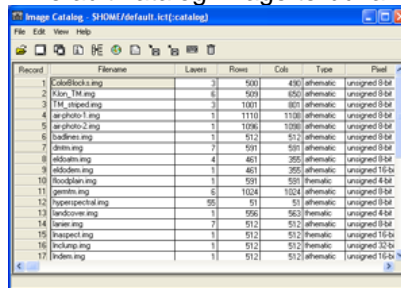 Image Catalog - $HOME/default.ict(:catalog)
File Edit View Help
Record Filename Layers Rows Cols Type Pixel
1 ColorBlocks.img 3 500 490 athematic unsigned 8-bit
2 Klon_TM.img 6 509 650 athematic unsigned 8-bit
3 TM_striped.img 3 1001 801 athematic unsigned 8-bit
4 air-photo-1.img 1 1110 1108 athematic unsigned 8-bit
5 air-photo-2.img 1 1096 1098 athematic unsigned 8-bit
6 badlines.img 1 512 512 athematic unsigned 8-bit
7 dmtm.img 7 591 591 athematic unsigned 8-bit
8 eldoatm.img 4 461 355 athematic unsigned 8-bit
9 eldodem.img 1 461 355 athematic unsigned 16-bi
10 floodplain.img 1 591 591 thematic unsigned 4-bit
11 germtm.img 6 1024 1024 athematic unsigned 8-bit
12 hyperspectral.img 55 51 51 athematic unsigned 8-bit
13 landcover.img 1 556 563 thematic unsigned 4-bit
14 lanier.img 7 512 512 athematic unsigned 8-bit
15 lnaspect.img 1 512 512 thematic unsigned 16-bi
16 lnclump.img 1 512 512 thematic unsigned 32-bi
17 lndem.img 1 512 512 athematic unsigned 16-bi